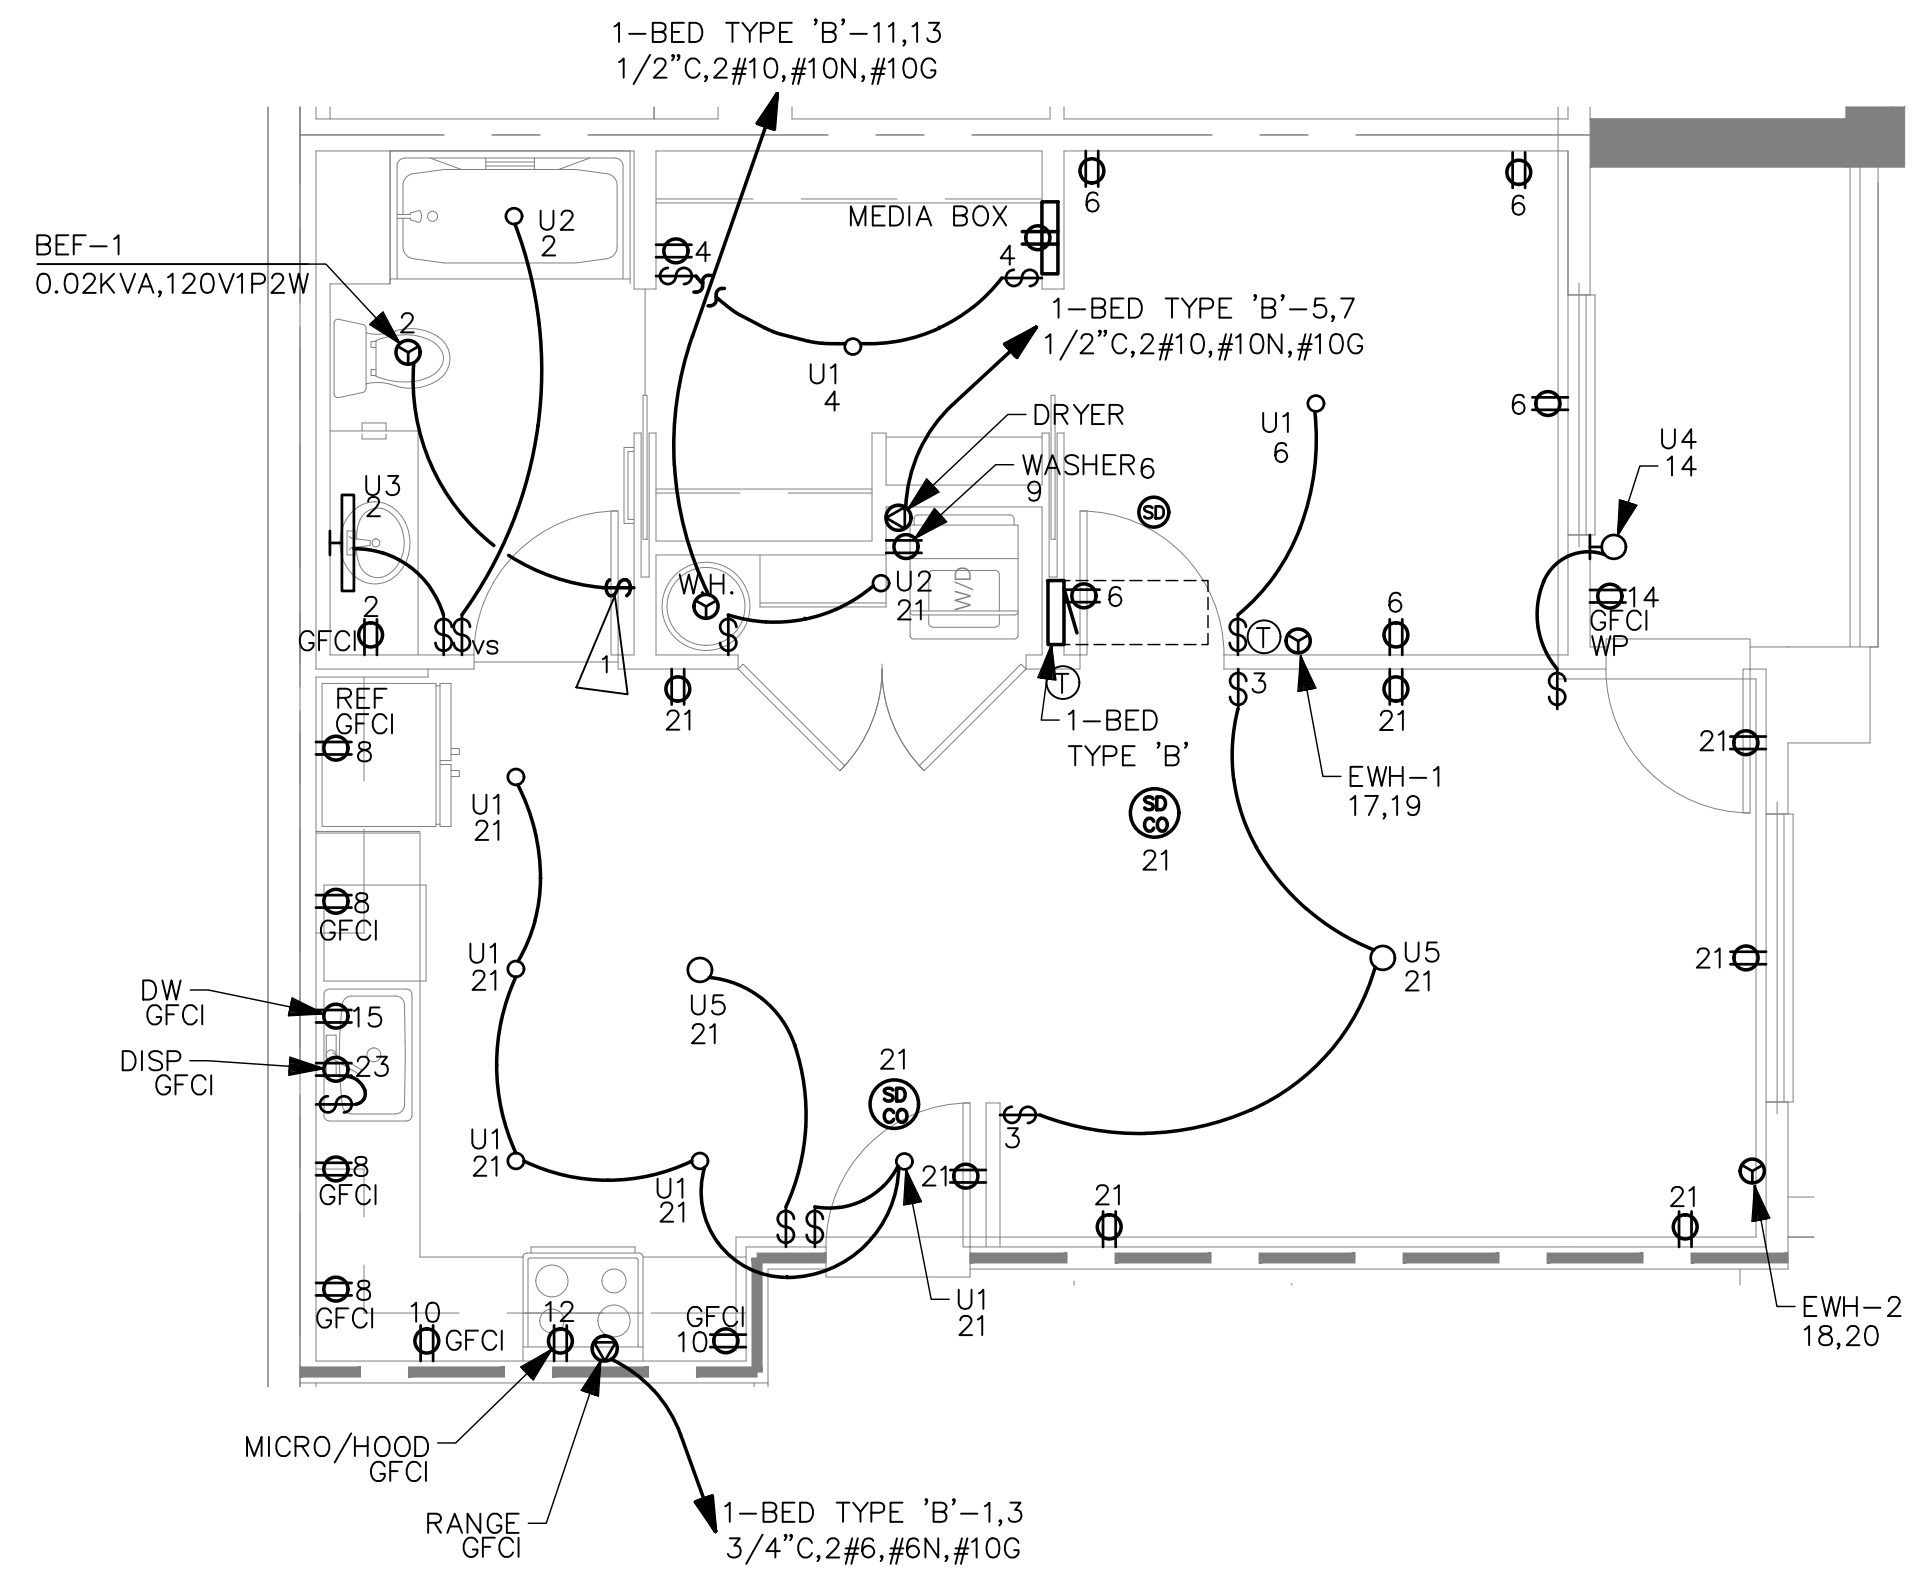 1-BED TYPE 'B'-11,13
1/2"C,2#10,#10N,#10G
BEF-1
0.02KVA,120V1P2W
2
U2
2
4
MEDIA BOX
4
6
6
1-BED TYPE 'B'-5,7
1/2"C,2#10,#10N,#10G
U1
4
DRYER
WASHER
9
6
SD
U1
6
6
U4
14
U3
2
2
GFCI
$
$
vs
$
1
W.H.
$
U2
21
W/D
6
$
T
6
14
GFCI
WP
REF
GFCI
8
21
T
1-BED
TYPE 'B'
$
3
21
$
21
EWH-1
17,19
U1
21
SD
CO
21
8
GFCI
U1
21
U5
21
U5
21
21
DW
GFCI
15
DISP
GFCI
23
$
21
SD
CO
$
3
U1
21
8
GFCI
U1
21
21
$
$
21
21
U1
21
EWH-2
18,20
8
GFCI
10
GFCI
12
GFCI
10
MICRO/HOOD
GFCI
RANGE
GFCI
1-BED TYPE 'B'-1,3
3/4"C,2#6,#6N,#10G